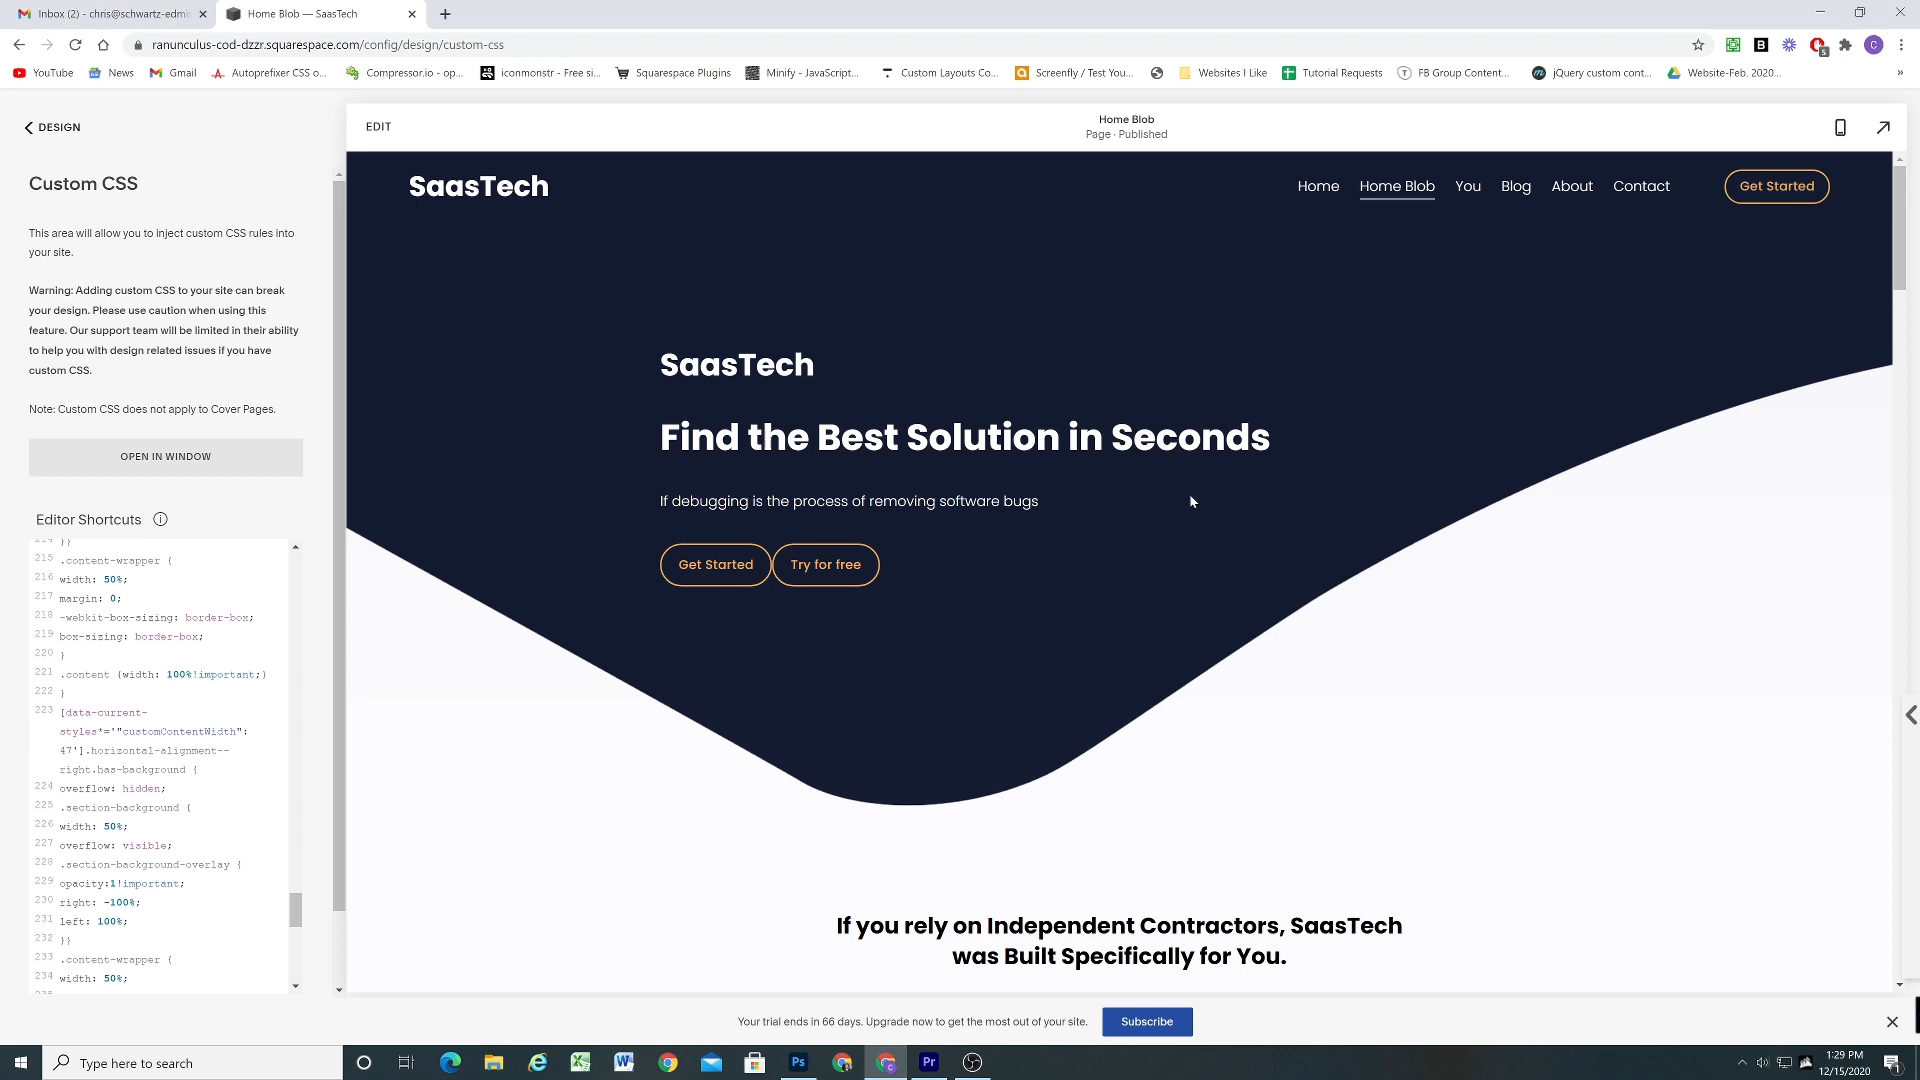 Inbox (2) - chris@schwartz-edmi
Home Blob — SaasTech
ranunculus-cod-dzzr.squarespace.com/config/design/custom-css
YouTube
News
Gmail
Autoprefixer CSS o...
Compressor.io - op...
iconmonstr - Free si...
Squarespace Plugins
Minify - JavaScript...
Custom Layouts Co...
Screenfly / Test You...
Websites I Like
Tutorial Requests
FB Group Content...
jQuery custom cont...
Website-Feb. 2020...
DESIGN
Custom CSS
This area will allow you to inject custom CSS rules into
your site.
Warning: Adding custom CSS to your site can break
your design. Please use caution when using this
feature. Our support team will be limited in their ability
to help you with design related issues if you have
custom CSS.
Note: Custom CSS does not apply to Cover Pages.
OPEN IN WINDOW
Editor Shortcuts
214 }}
215 .content-wrapper {
216 width: 50%;
217 margin: 0;
218 -webkit-box-sizing: border-box;
219 box-sizing: border-box;
220 }
221 .content {width: 100%!important;}
222 }
223 [data-current-
styles*='"customContentWidth":
47'].horizontal-alignment--
right.has-background {
224 overflow: hidden;
225 .section-background {
226 width: 50%;
227 overflow: visible;
228 .section-background-overlay {
229 opacity:1!important;
230 right: -100%;
231 left: 100%;
232 }}
233 .content-wrapper {
234 width: 50%;
EDIT
Home Blob
Page · Published
SaasTech
Home
Home Blob
You
Blog
About
Contact
Get Started
SaasTech
Find the Best Solution in Seconds
If debugging is the process of removing software bugs
Get Started
Try for free
If you rely on Independent Contractors, SaasTech
was Built Specifically for You.
Your trial ends in 66 days. Upgrade now to get the most out of your site.
Subscribe
Type here to search
1:29 PM
12/15/2020